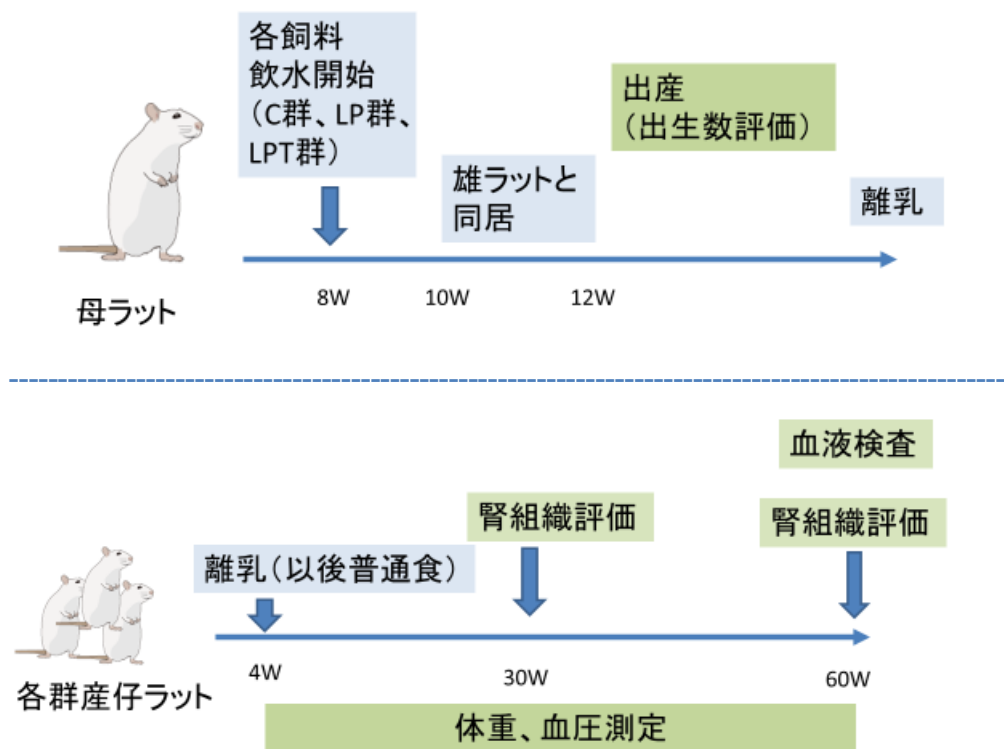 各飼料
飲水開始
(C群、LP群、
LPT群)
出産
(出生数評価)
雄ラットと
同居
離乳
8W
10W
12W
母ラット
血液検査
腎組織評価
腎組織評価
離乳(以後普通食)
4W
30W
60W
各群産仔ラット
体重、血圧測定